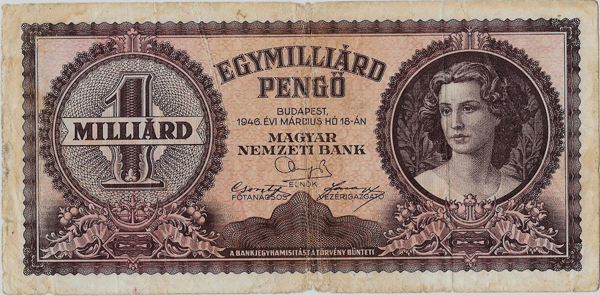 1
MILLIÁRD
EGYMILLIÁRD
PENGŐ
BUDAPEST,
1946. ÉVI MÁRCIUS HÓ 18-ÁN
MAGYAR
NEMZETI BANK
ELNÖK
FŐTANÁCSOS VEZÉRIGAZGATÓ
A BANKJEGYHAMISÍTÁST A TÖRVÉNY BÜNTETI